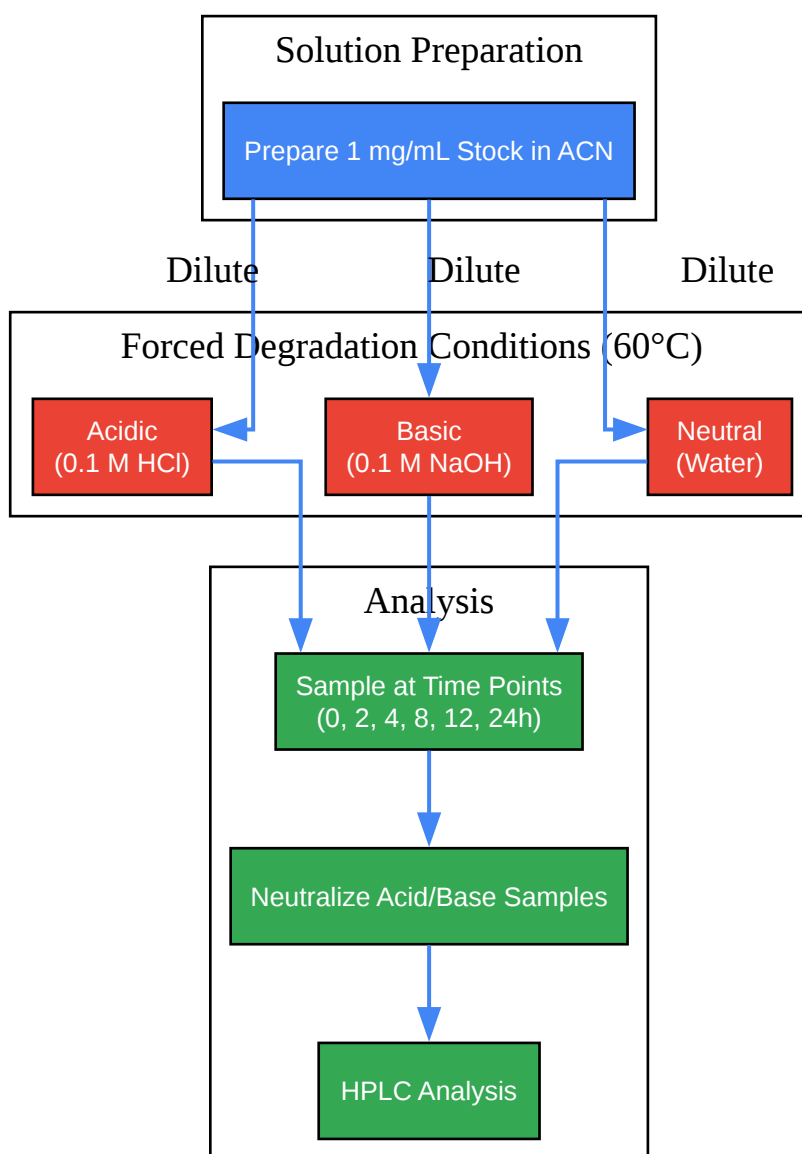 Solution Preparation
Prepare 1 mg/mL Stock in ACN
Dilute
Dilute
Dilute
Forced Degradation Conditions (60°C)
Acidic
(0.1 M HCl)
Basic
(0.1 M NaOH)
Neutral
(Water)
Analysis
Sample at Time Points
(0, 2, 4, 8, 12, 24h)
Neutralize Acid/Base Samples
HPLC Analysis